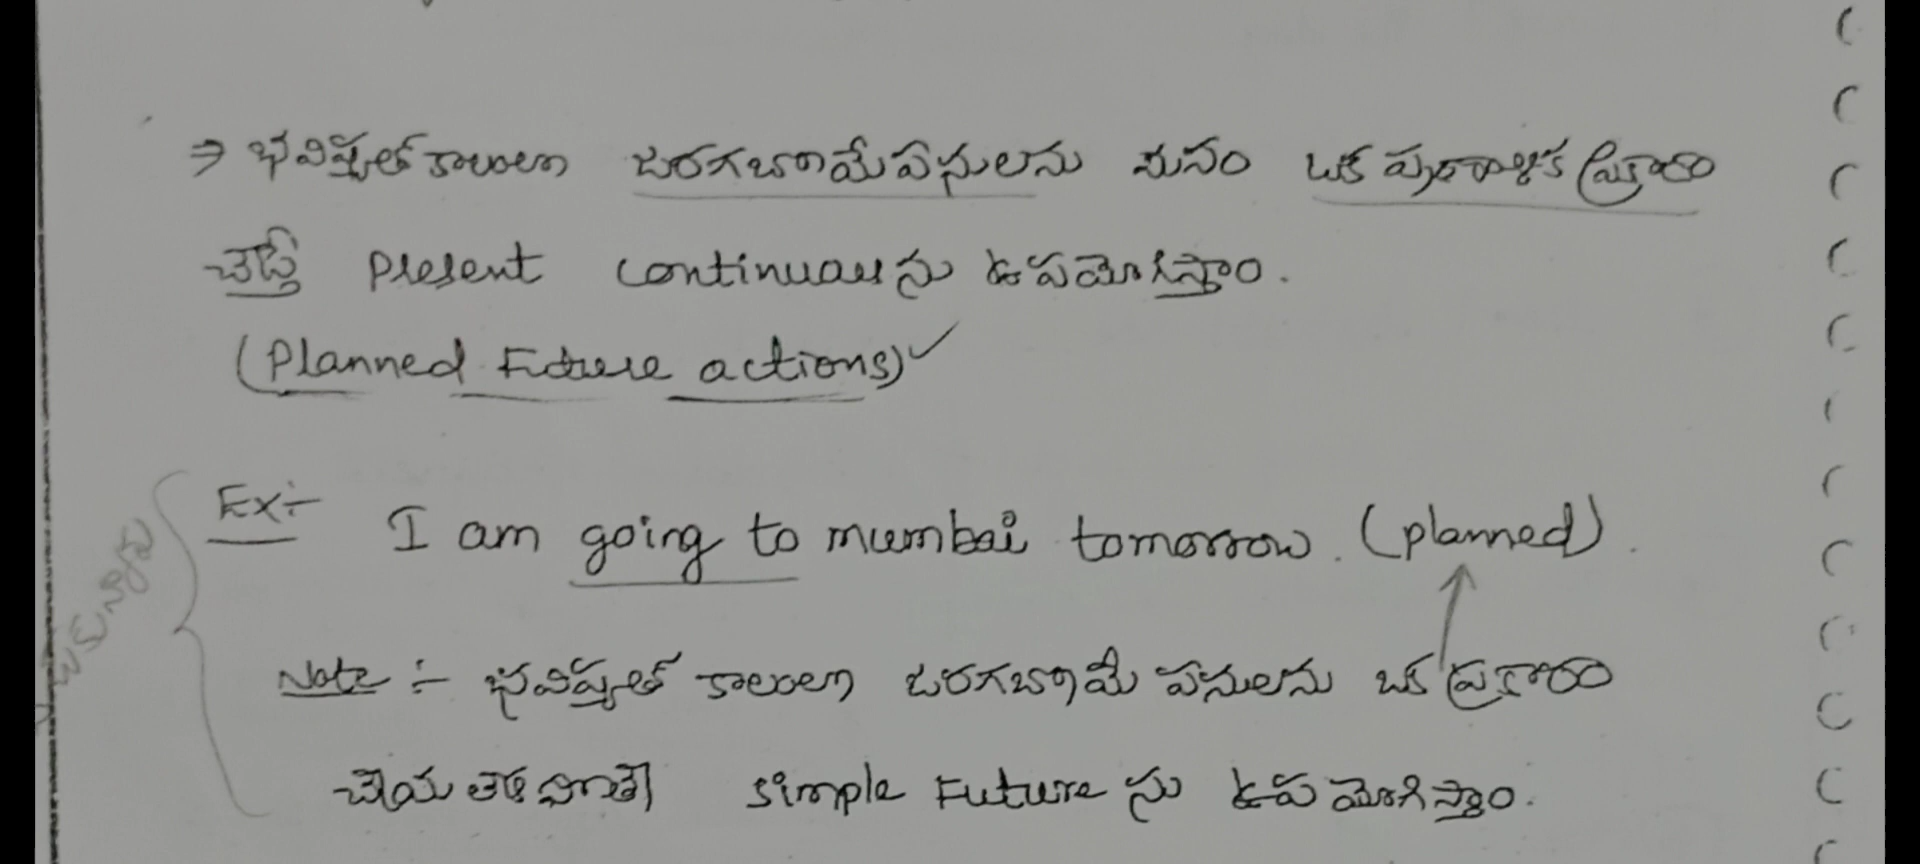 ⇒ భవిష్యత్ కాలంలో జరగబోయే పనులను మనం ఒక ప్రణాళిక ప్రకారం
చేస్తే present continuous ను ఉపయోగిస్తాం.
(Planned Future actions)✓
Ex:- I am going to mumbai tomorrow. (planned).
Note :- భవిష్యత్ కాలంలో జరగబోయే పనులను ఒక ప్రకారం
చేయకపోతే simple Future ను ఉపయోగిస్తాం.